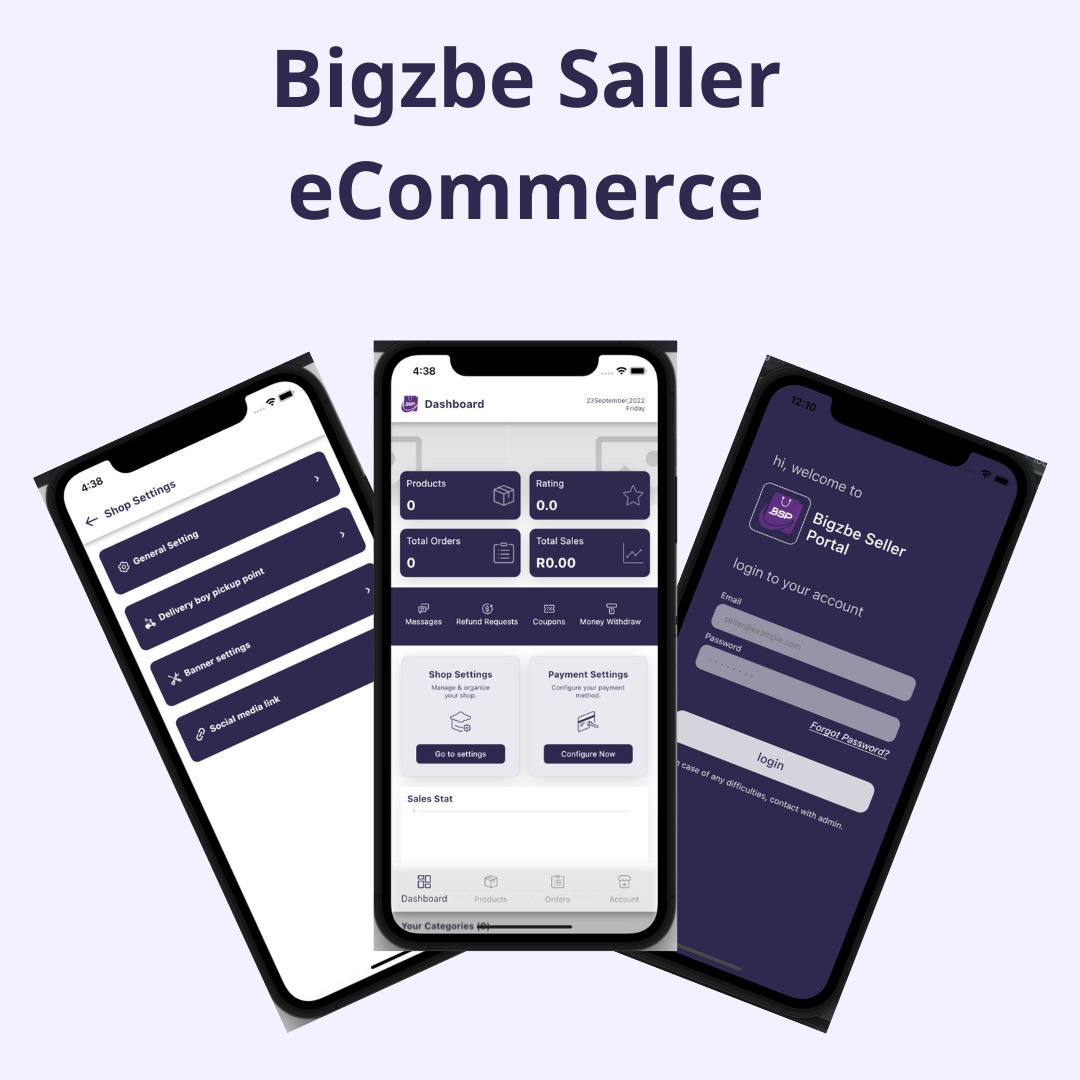 Bigzbe Saller
eCommerce
4:38
Shop Settings
General Setting
Delivery boy pickup point
Banner settings
Social media link
4:38
BSP
Dashboard
23September,2022
Friday
Products
0
Rating
0.0
Total Orders
0
Total Sales
R0.00
Messages
Refund Requests
Coupons
Money Withdraw
Shop Settings
Manage & organize
your shop.
Go to settings
Payment Settings
Configure your payment
method.
Configure Now
Sales Stat
1
Dashboard
Products
Orders
Account
Your Categories (0)
12:10
hi, welcome to
BSP
Bigzbe Seller
Portal
login to your account
Email
seller@example.com
Password
Forgot Password?
login
case of any difficulties, contact with admin.